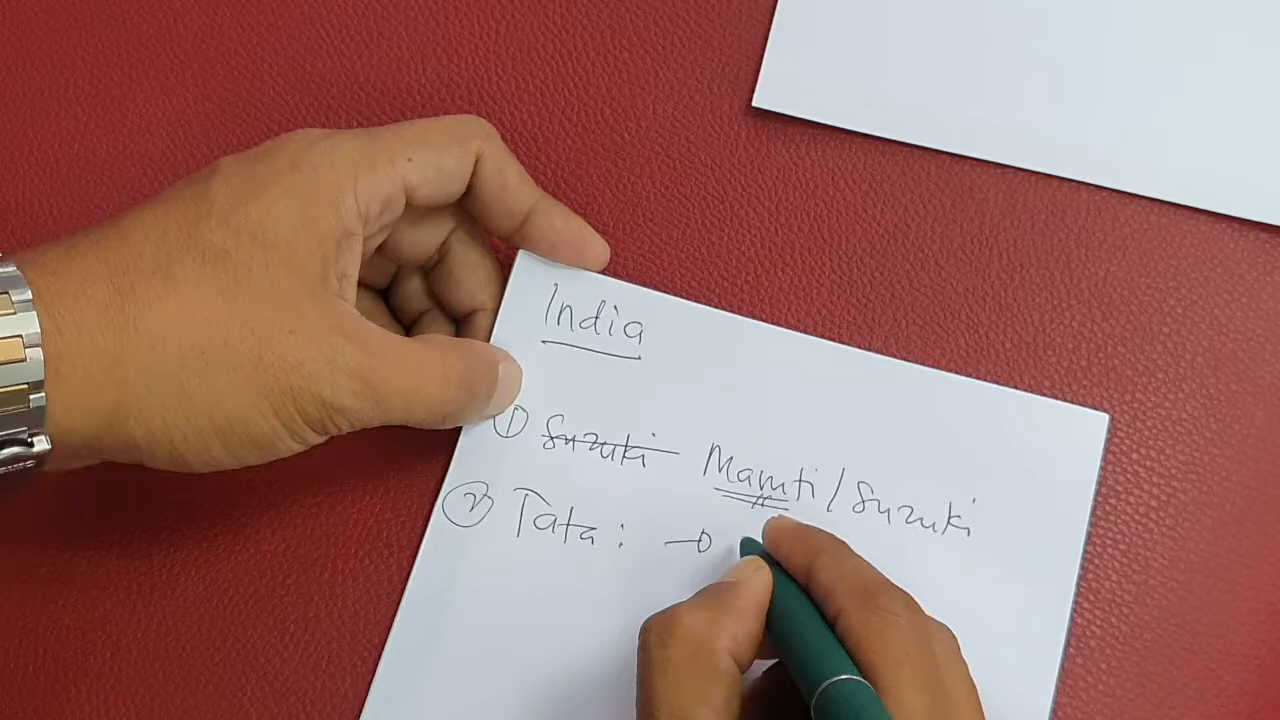 India
① Suzuki Maruti/Suzuki
② Tata: →